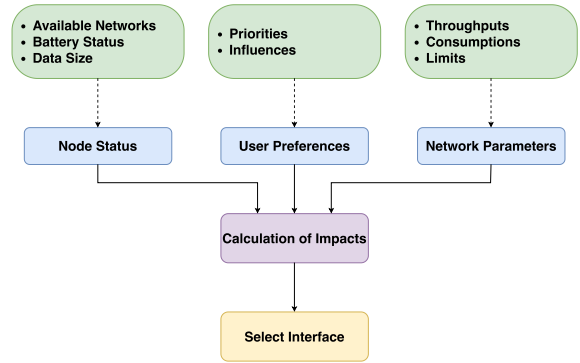 • Available Networks
• Battery Status
• Data Size
• Priorities
• Influences
• Throughputs
• Consumptions
• Limits
Node Status
User Preferences
Network Parameters
Calculation of Impacts
Select Interface